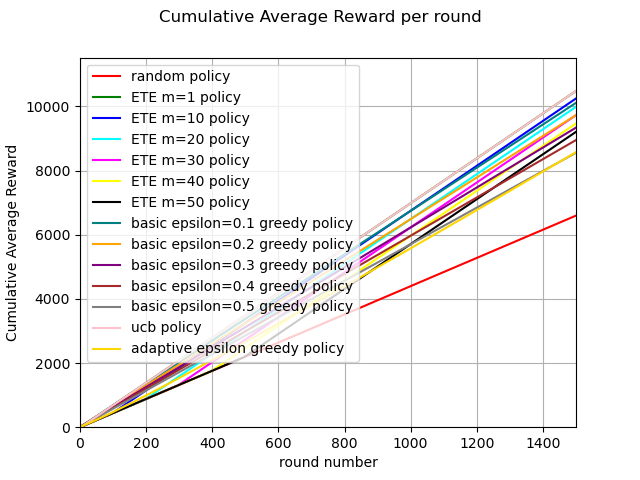 Cumulative Average Reward per round
Cumulative Average Reward
10000
8000
6000
4000
2000
0
random policy
ETE m=1 policy
ETE m=10 policy
ETE m=20 policy
ETE m=30 policy
ETE m=40 policy
ETE m=50 policy
basic epsilon=0.1 greedy policy
basic epsilon=0.2 greedy policy
basic epsilon=0.3 greedy policy
basic epsilon=0.4 greedy policy
basic epsilon=0.5 greedy policy
ucb policy
adaptive epsilon greedy policy
0 200 400 600 800 1000 1200 1400
round number